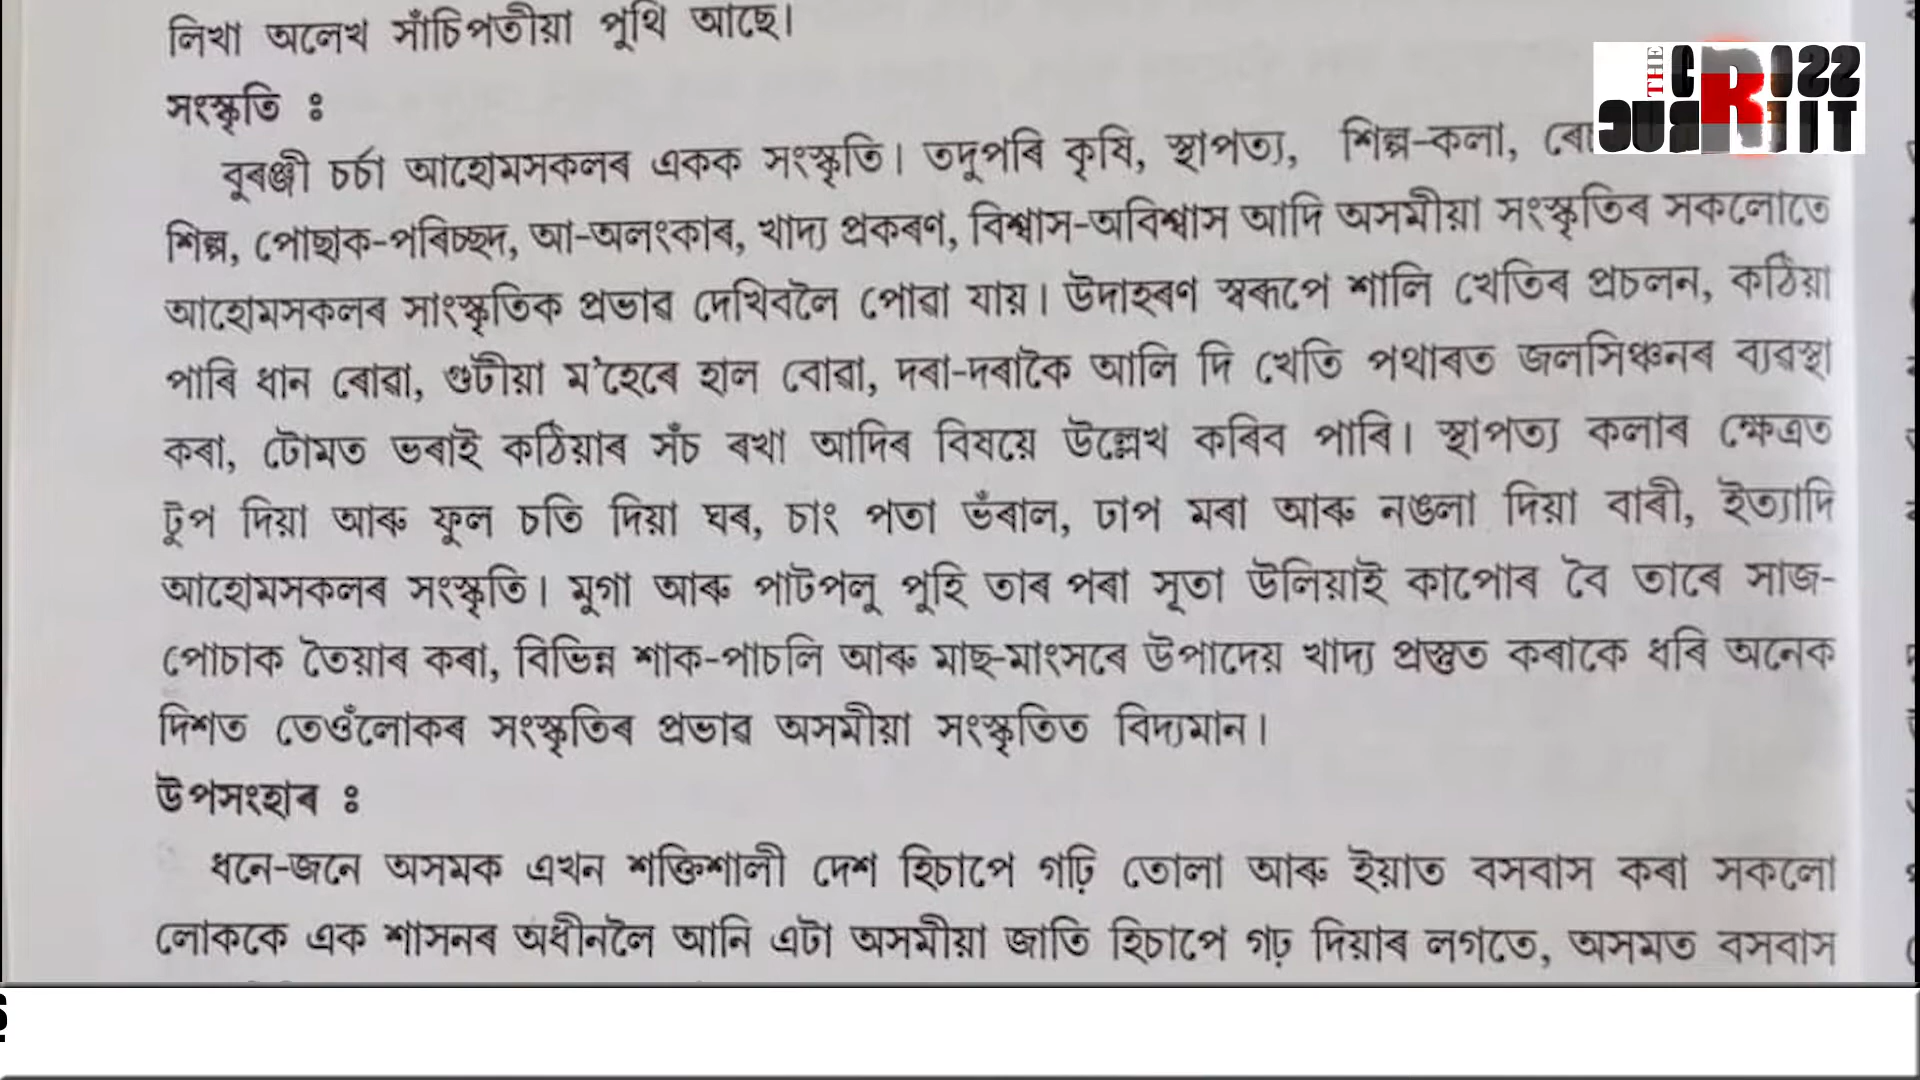 লিখা অলেখ সাঁচিপতীয়া পুথি আছে।
THE CRISS
CURRIIT
সংস্কৃতি ঃ
বুৰঞ্জী চৰ্চা আহোমসকলৰ একক সংস্কৃতি। তদুপৰি কৃষি, স্থাপত্য, শিল্প-কলা,
শিল্প, পোছাক-পৰিচ্ছদ, আ-অলংকাৰ, খাদ্য প্ৰকৰণ, বিশ্বাস-অবিশ্বাস আদি অসমীয়া সংস্কৃতিৰ সকলোতে
আহোমসকলৰ সাংস্কৃতিক প্ৰভাৱ দেখিবলৈ পোৱা যায়। উদাহৰণ স্বৰূপে শালি খেতিৰ প্ৰচলন, কঠিয়া
পাৰি ধান ৰোৱা, গুটীয়া ম'হেৰে হাল বোৱা, দৰা-দৰাকৈ আলি দি খেতি পথাৰত জলসিঞ্চনৰ ব্যৱস্থা
কৰা, টোমত ভৰাই কঠিয়াৰ সঁচ ৰখা আদিৰ বিষয়ে উল্লেখ কৰিব পাৰি। স্থাপত্য কলাৰ ক্ষেত্ৰত
টুপ দিয়া আৰু ফুল চতি দিয়া ঘৰ, চাং পতা ভঁৰাল, ঢাপ মৰা আৰু নঙলা দিয়া বাৰী, ইত্যাদি
আহোমসকলৰ সংস্কৃতি। মুগা আৰু পাটপলু পুহি তাৰ পৰা সূতা উলিয়াই কাপোৰ বৈ তাৰে সাজ-
পোচাক তৈয়াৰ কৰা, বিভিন্ন শাক-পাচলি আৰু মাছ-মাংসৰে উপাদেয় খাদ্য প্ৰস্তুত কৰাকে ধৰি অনেক
দিশত তেওঁলোকৰ সংস্কৃতিৰ প্ৰভাৱ অসমীয়া সংস্কৃতিত বিদ্যমান।
উপসংহাৰ ঃ
ধনে-জনে অসমক এখন শক্তিশালী দেশ হিচাপে গঢ়ি তোলা আৰু ইয়াত বসবাস কৰা সকলো
লোককে এক শাসনৰ অধীনলৈ আনি এটা অসমীয়া জাতি হিচাপে গঢ় দিয়াৰ লগতে, অসমত বসবাস